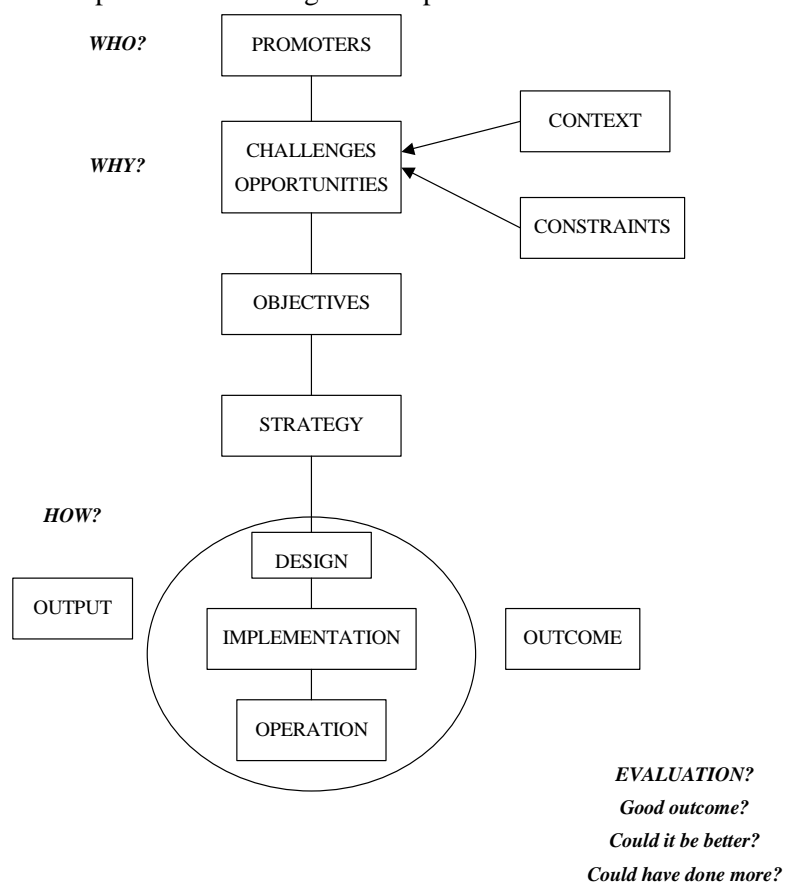 WHO?
PROMOTERS
CONTEXT
WHY?
CHALLENGES
OPPORTUNITIES
CONSTRAINTS
OBJECTIVES
STRATEGY
HOW?
DESIGN
OUTPUT
IMPLEMENTATION
OUTCOME
OPERATION
EVALUATION?
Good outcome?
Could it be better?
Could have done more?